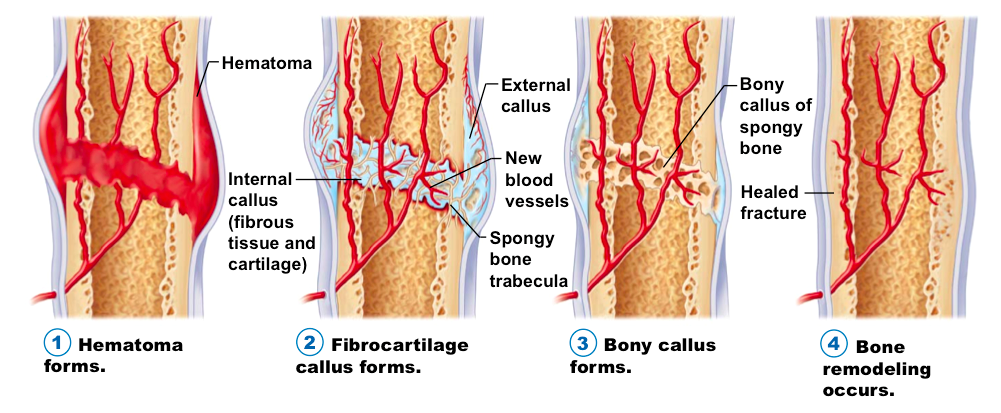 Hematoma
External
callus
New
blood
vessels
Internal
callus
(fibrous
tissue and
cartilage)
Spongy
bone
trabecula
Bony
callus of
spongy
bone
Healed
fracture
1 Hematoma
forms.
2 Fibrocartilage
callus forms.
3 Bony callus
forms.
4 Bone
remodeling
occurs.